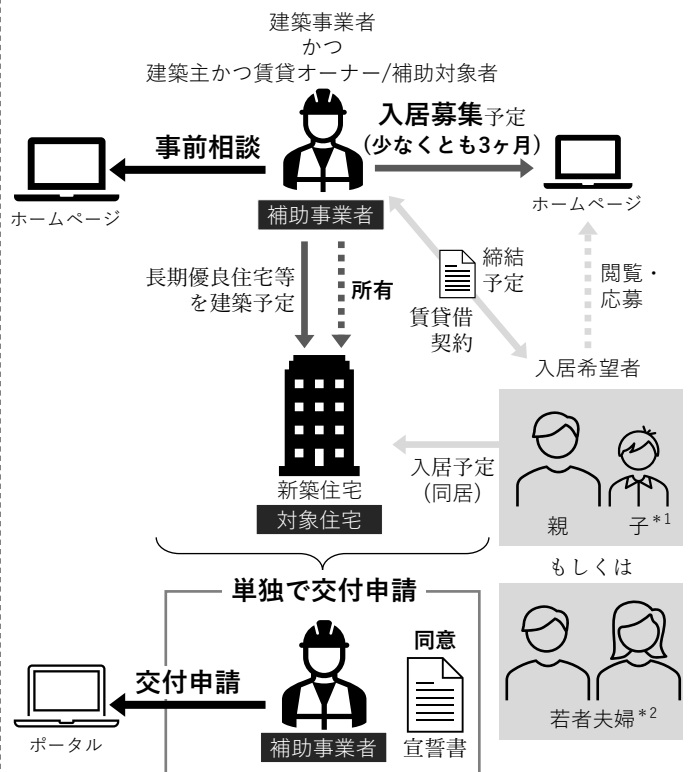 建築事業者
かつ
建築主かつ賃貸オーナー/補助対象者
事前相談
入居募集予定
(少なくとも3ヶ月)
ホームページ
補助事業者
ホームページ
長期優良住宅等
を建築予定
所有
締結
予定
賃貸借
契約
閲覧・
応募
入居希望者
入居予定
(同居)
新築住宅
対象住宅
親
子*1
もしくは
単独で交付申請
交付申請
同意
ポータル
補助事業者
宣誓書
若者夫婦*2